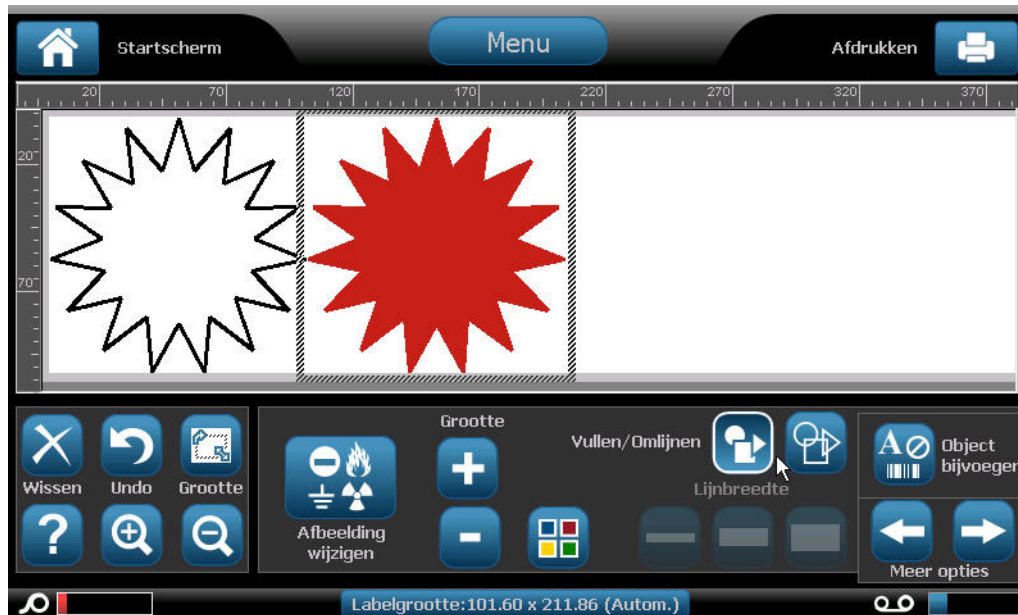 Startscherm
Menu
Afdrukken
20 70 120 170 220 270 320 370
20
70
Grootte
Vullen/Omlijnen
Lijnbreedte
Wissen
Undo
Grootte
A
Object
bijvoegen
?
Afbeelding
wijzigen
Meer opties
Labelgrootte:101.60 x 211.86 (Autom.)